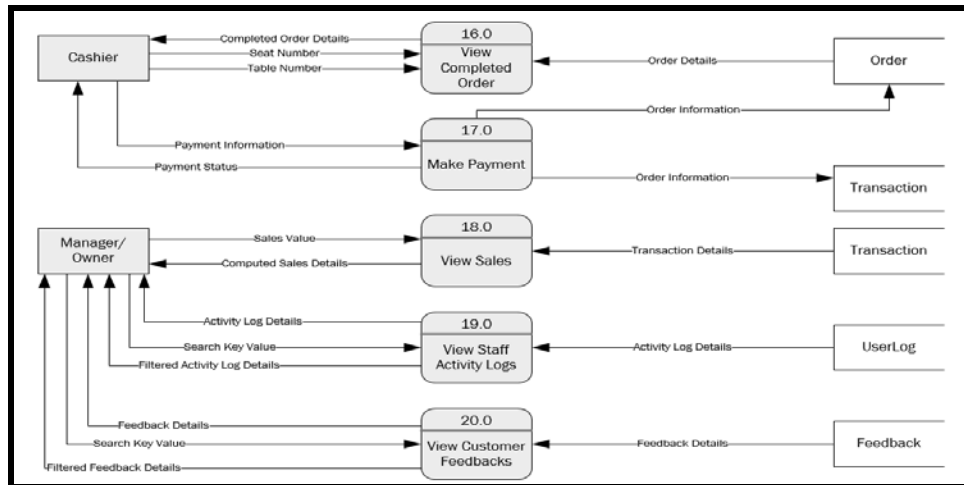 Completed Order Details
Seat Number
Table Number
Cashier
16.0
View
Completed
Order
Order Details
Order
Order Information
Payment Information
Payment Status
17.0
Make Payment
Order Information
Transaction
Manager/
Owner
Sales Value
Computed Sales Details
18.0
View Sales
Transaction Details
Transaction
Activity Log Details
Search Key Value
Filtered Activity Log Details
19.0
View Staff
Activity Logs
Activity Log Details
UserLog
Feedback Details
Search Key Value
Filtered Feedback Details
20.0
View Customer
Feedbacks
Feedback Details
Feedback